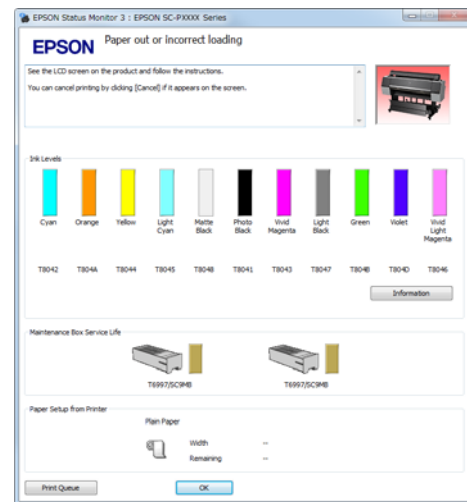 EPSON Status Monitor 3 : EPSON SC-PXXXX Series
EPSON
Paper out or incorrect loading
See the LCD screen on the product and follow the instructions.
You can cancel printing by clicking [Cancel] if it appears on the screen.
Ink Levels
Cyan Orange Yellow Light Cyan Matte Black Photo Black Vivid Magenta Light Black Green Violet Vivid Light Magenta
T8042 T804A T8044 T8045 T8048 T8041 T8043 T8047 T804B T804D T8046
Information
Maintenance Box Service Life
T6997/SC9MB T6997/SC9MB
Paper Setup from Printer
Plain Paper
Width --
Remaining --
Print Queue OK